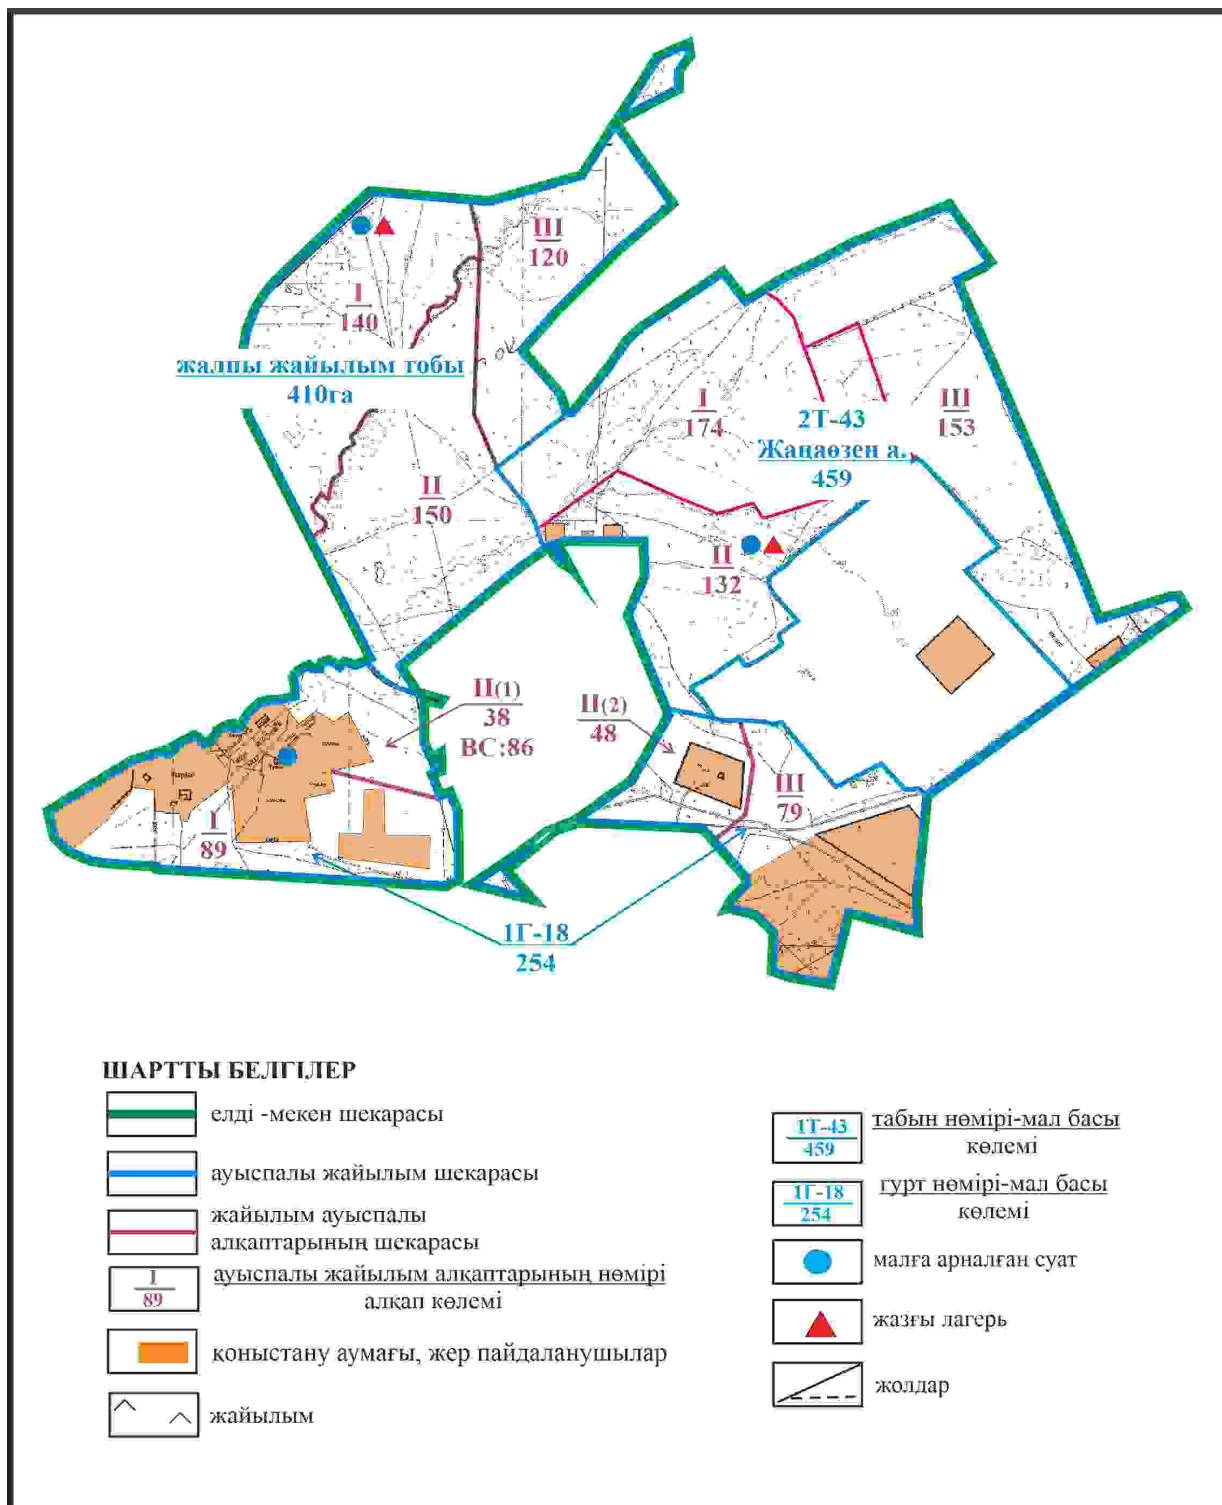 III
120
I
140
жалпы жайылым тобы
410га
I
174
2Т-43
Жаңаөзен а.
459
III
153
II
150
II
132
II(1)
38
ВС:86
II(2)
48
III
79
I
89
1Г-18
254
ШАРТТЫ БЕЛГІЛЕР
елді -мекен шекарасы
ауыспалы жайылым шекарасы
жайылым ауыспалы
алқаптарының шекарасы
I
89
ауыспалы жайылым алқаптарының нөмірі
алқап көлемі
қоныстану аумағы, жер пайдаланушылар
жайылым
1Т-43
459
табын нөмірі-мал басы
көлемі
1Г-18
254
гурт нөмірі-мал басы
көлемі
малға арналған суат
жазғы лагерь
жолдар